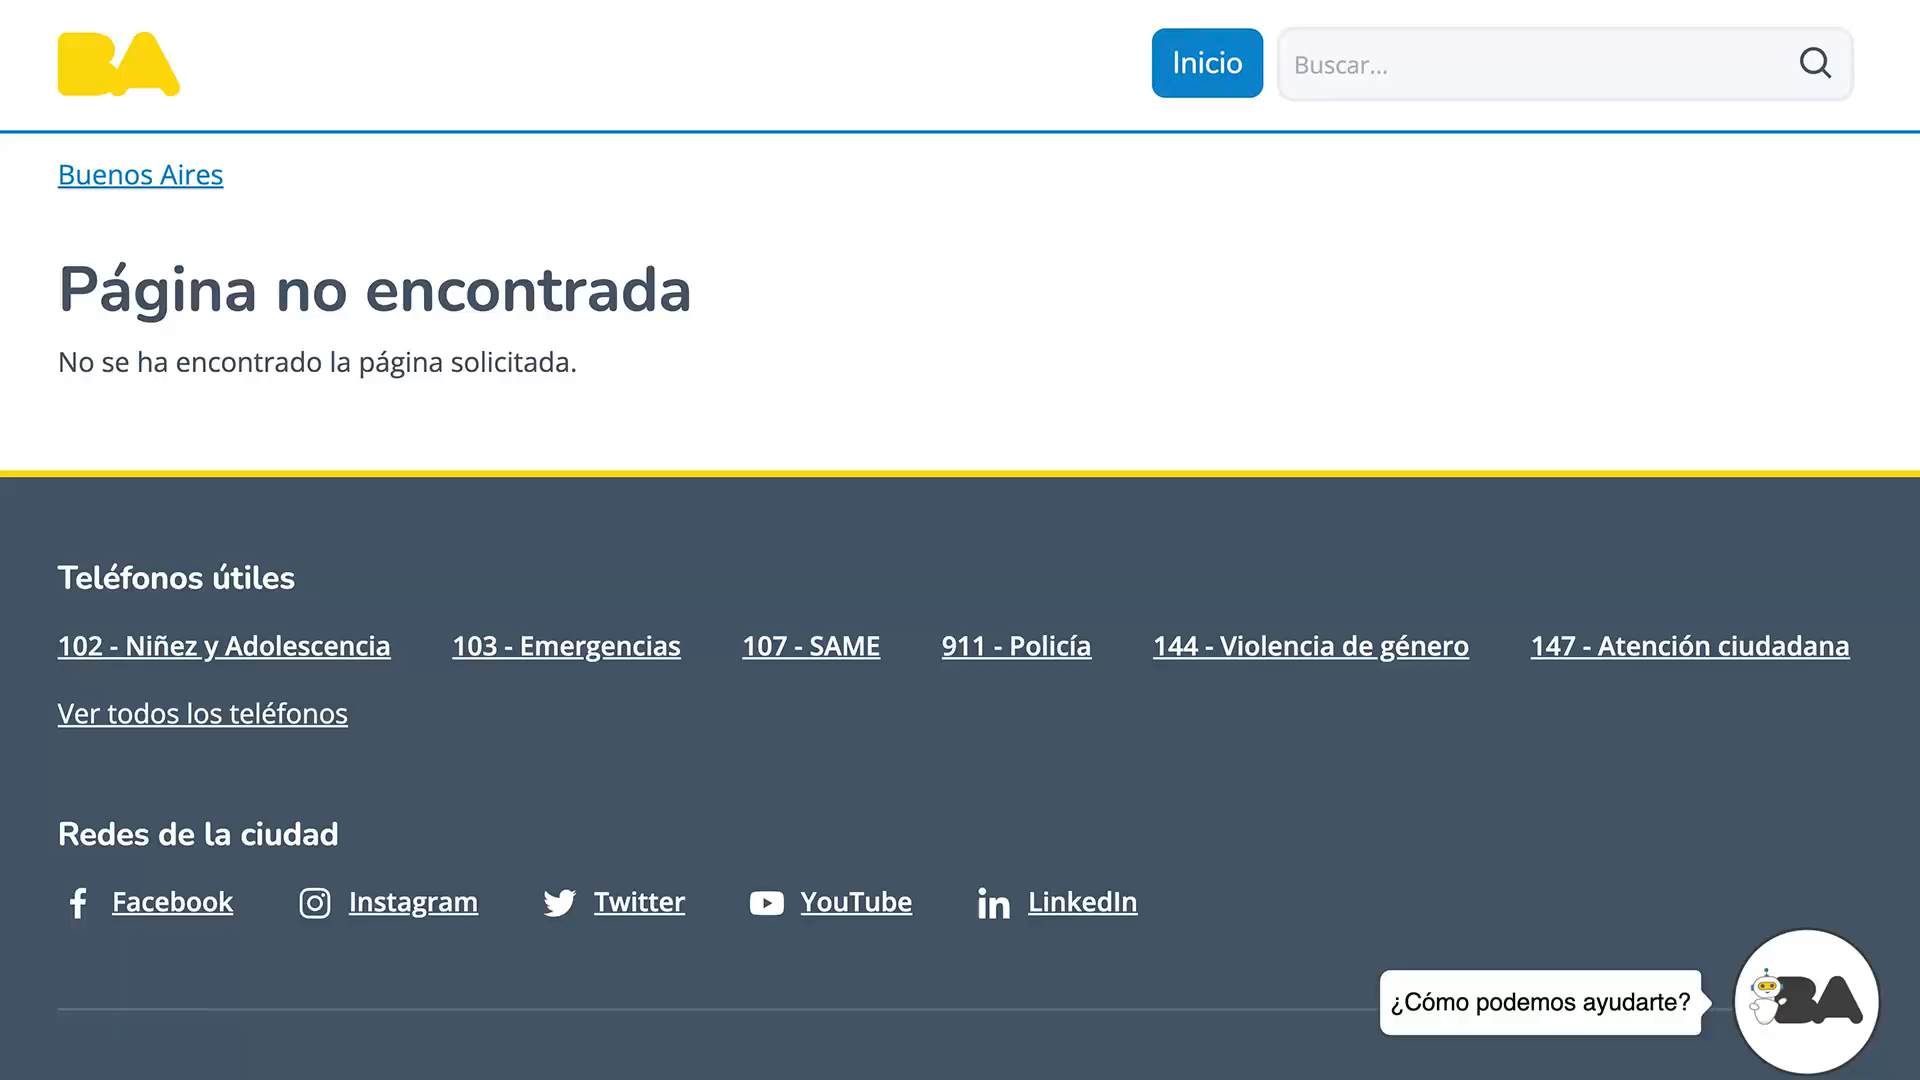 BA
Inicio
Buscar...
Buenos Aires
Página no encontrada
No se ha encontrado la página solicitada.
Teléfonos útiles
102 - Niñez y Adolescencia 103 - Emergencias 107 - SAME 911 - Policía 144 - Violencia de género 147 - Atención ciudadana
Ver todos los teléfonos
Redes de la ciudad
Facebook Instagram Twitter YouTube LinkedIn
¿Cómo podemos ayudarte?
BA